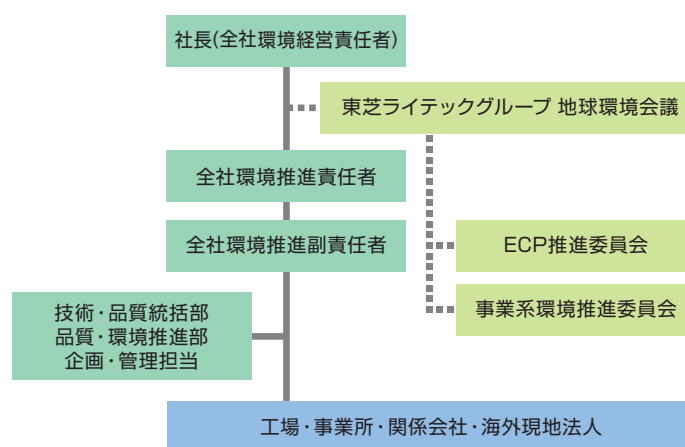 社長(全社環境経営責任者)
東芝ライテックグループ 地球環境会議
全社環境推進責任者
全社環境推進副責任者
ECP推進委員会
事業系環境推進委員会
技術・品質統括部
品質・環境推進部
企画・管理担当
工場・事業所・関係会社・海外現地法人